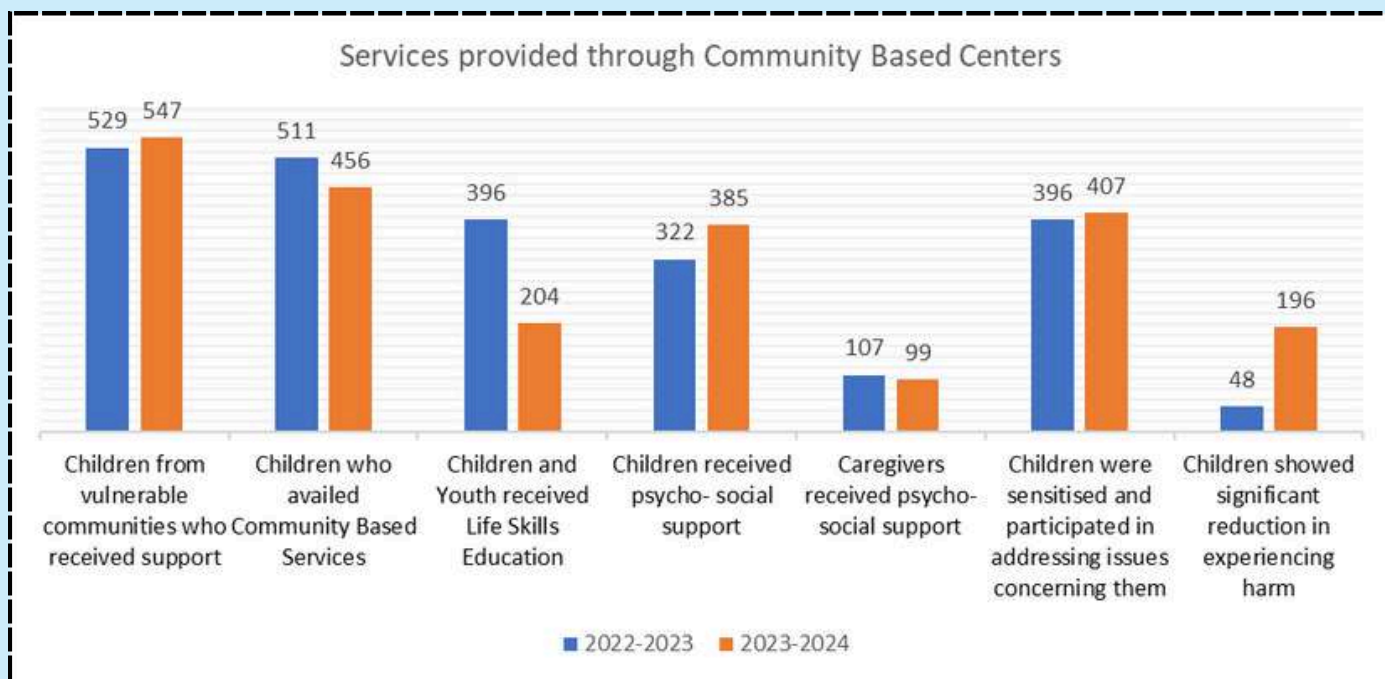 Services provided through Community Based Centers
529
547
511
456
396
204
322
385
107
99
396
407
48
196
Children from
vulnerable
communities who
received support
Children who
availed
Community Based
Services
Children and
Youth received
Life Skills
Education
Children received
psycho- social
support
Caregivers
received psycho-
social support
Children were
sensitised and
participated in
addressing issues
concerning them
Children showed
significant
reduction in
experiencing
harm
2022-2023
2023-2024